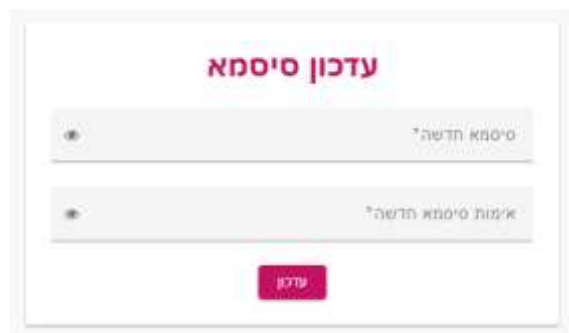 עדכון סיסמא
סיסמא חדשה*
אימות סיסמא חדשה*
עדכון